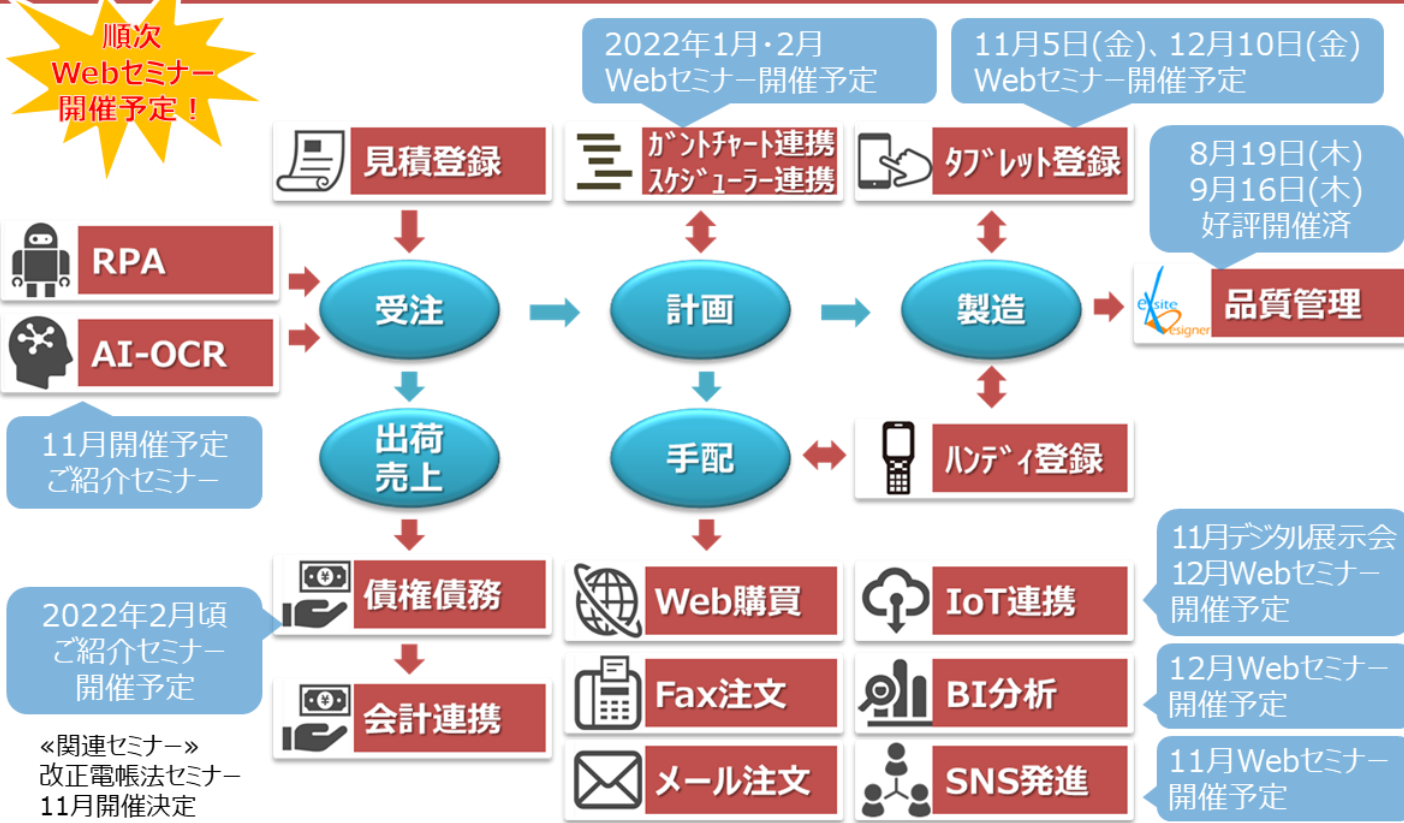 順次
Webセミナー
開催予定！
2022年1月･2月
Webセミナー開催予定
11月5日(金)、12月10日(金)
Webセミナー開催予定
見積登録
ｶﾞﾝﾄﾁｬｰﾄ連携
ｽｹｼﾞｭｰﾗｰ連携
ﾀﾌﾞﾚｯﾄ登録
8月19日(木)
9月16日(木)
好評開催済
RPA
AI-OCR
受注
計画
製造
exsite
Designer
品質管理
11月開催予定
ご紹介セミナー
出荷
売上
手配
ﾊﾝﾃﾞｨ登録
2022年2月頃
ご紹介セミナー
開催予定
債権債務
Web購買
IoT連携
11月デジタル展示会
12月Webセミナー
開催予定
会計連携
Fax注文
BI分析
12月Webセミナー
開催予定
«関連セミナー»
改正電帳法セミナー
11月開催決定
メール注文
SNS発進
11月Webセミナー
開催予定